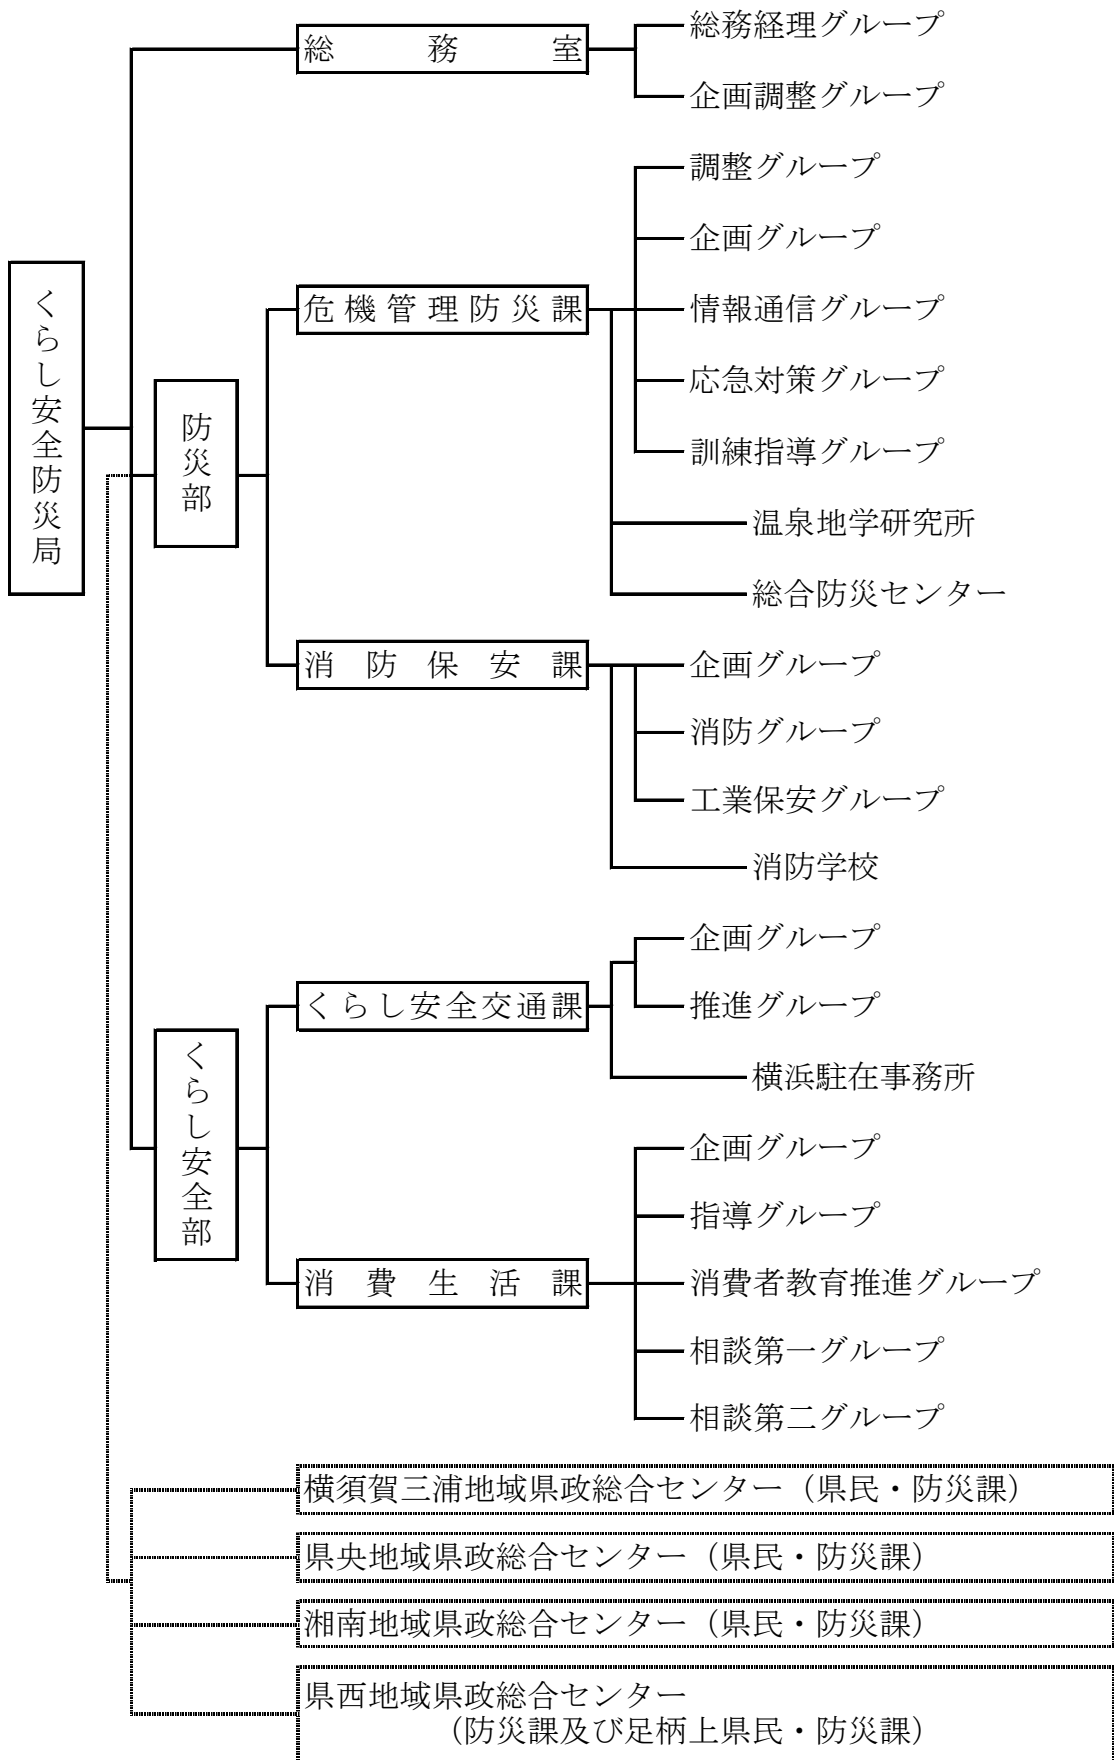 総務室
総務経理グループ
企画調整グループ
くらし安全防災局
防災部
危機管理防災課
調整グループ
企画グループ
情報通信グループ
応急対策グループ
訓練指導グループ
温泉地学研究所
総合防災センター
消防保安課
企画グループ
消防グループ
工業保安グループ
消防学校
くらし安全部
くらし安全交通課
企画グループ
推進グループ
横浜駐在事務所
消費生活課
企画グループ
指導グループ
消費者教育推進グループ
相談第一グループ
相談第二グループ
横須賀三浦地域県政総合センター（県民・防災課）
県央地域県政総合センター（県民・防災課）
湘南地域県政総合センター（県民・防災課）
県西地域県政総合センター
（防災課及び足柄上県民・防災課）